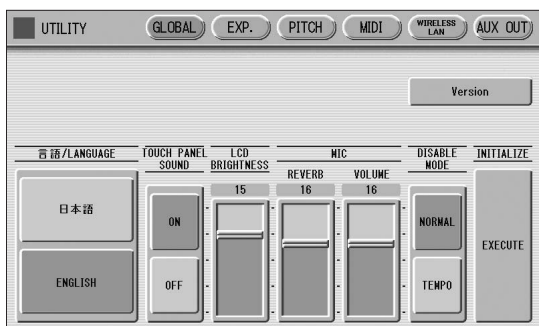 UTILITY
GLOBAL
EXP.
PITCH
MIDI
WIRELESS
LAN
AUX OUT
Version
言語/LANGUAGE
TOUCH PANEL
SOUND
LCD
BRIGHTNESS
MIC
REVERB
VOLUME
DISABLE
MODE
INITIALIZE
15
16
16
日本語
ENGLISH
ON
OFF
NORMAL
TEMPO
EXECUTE